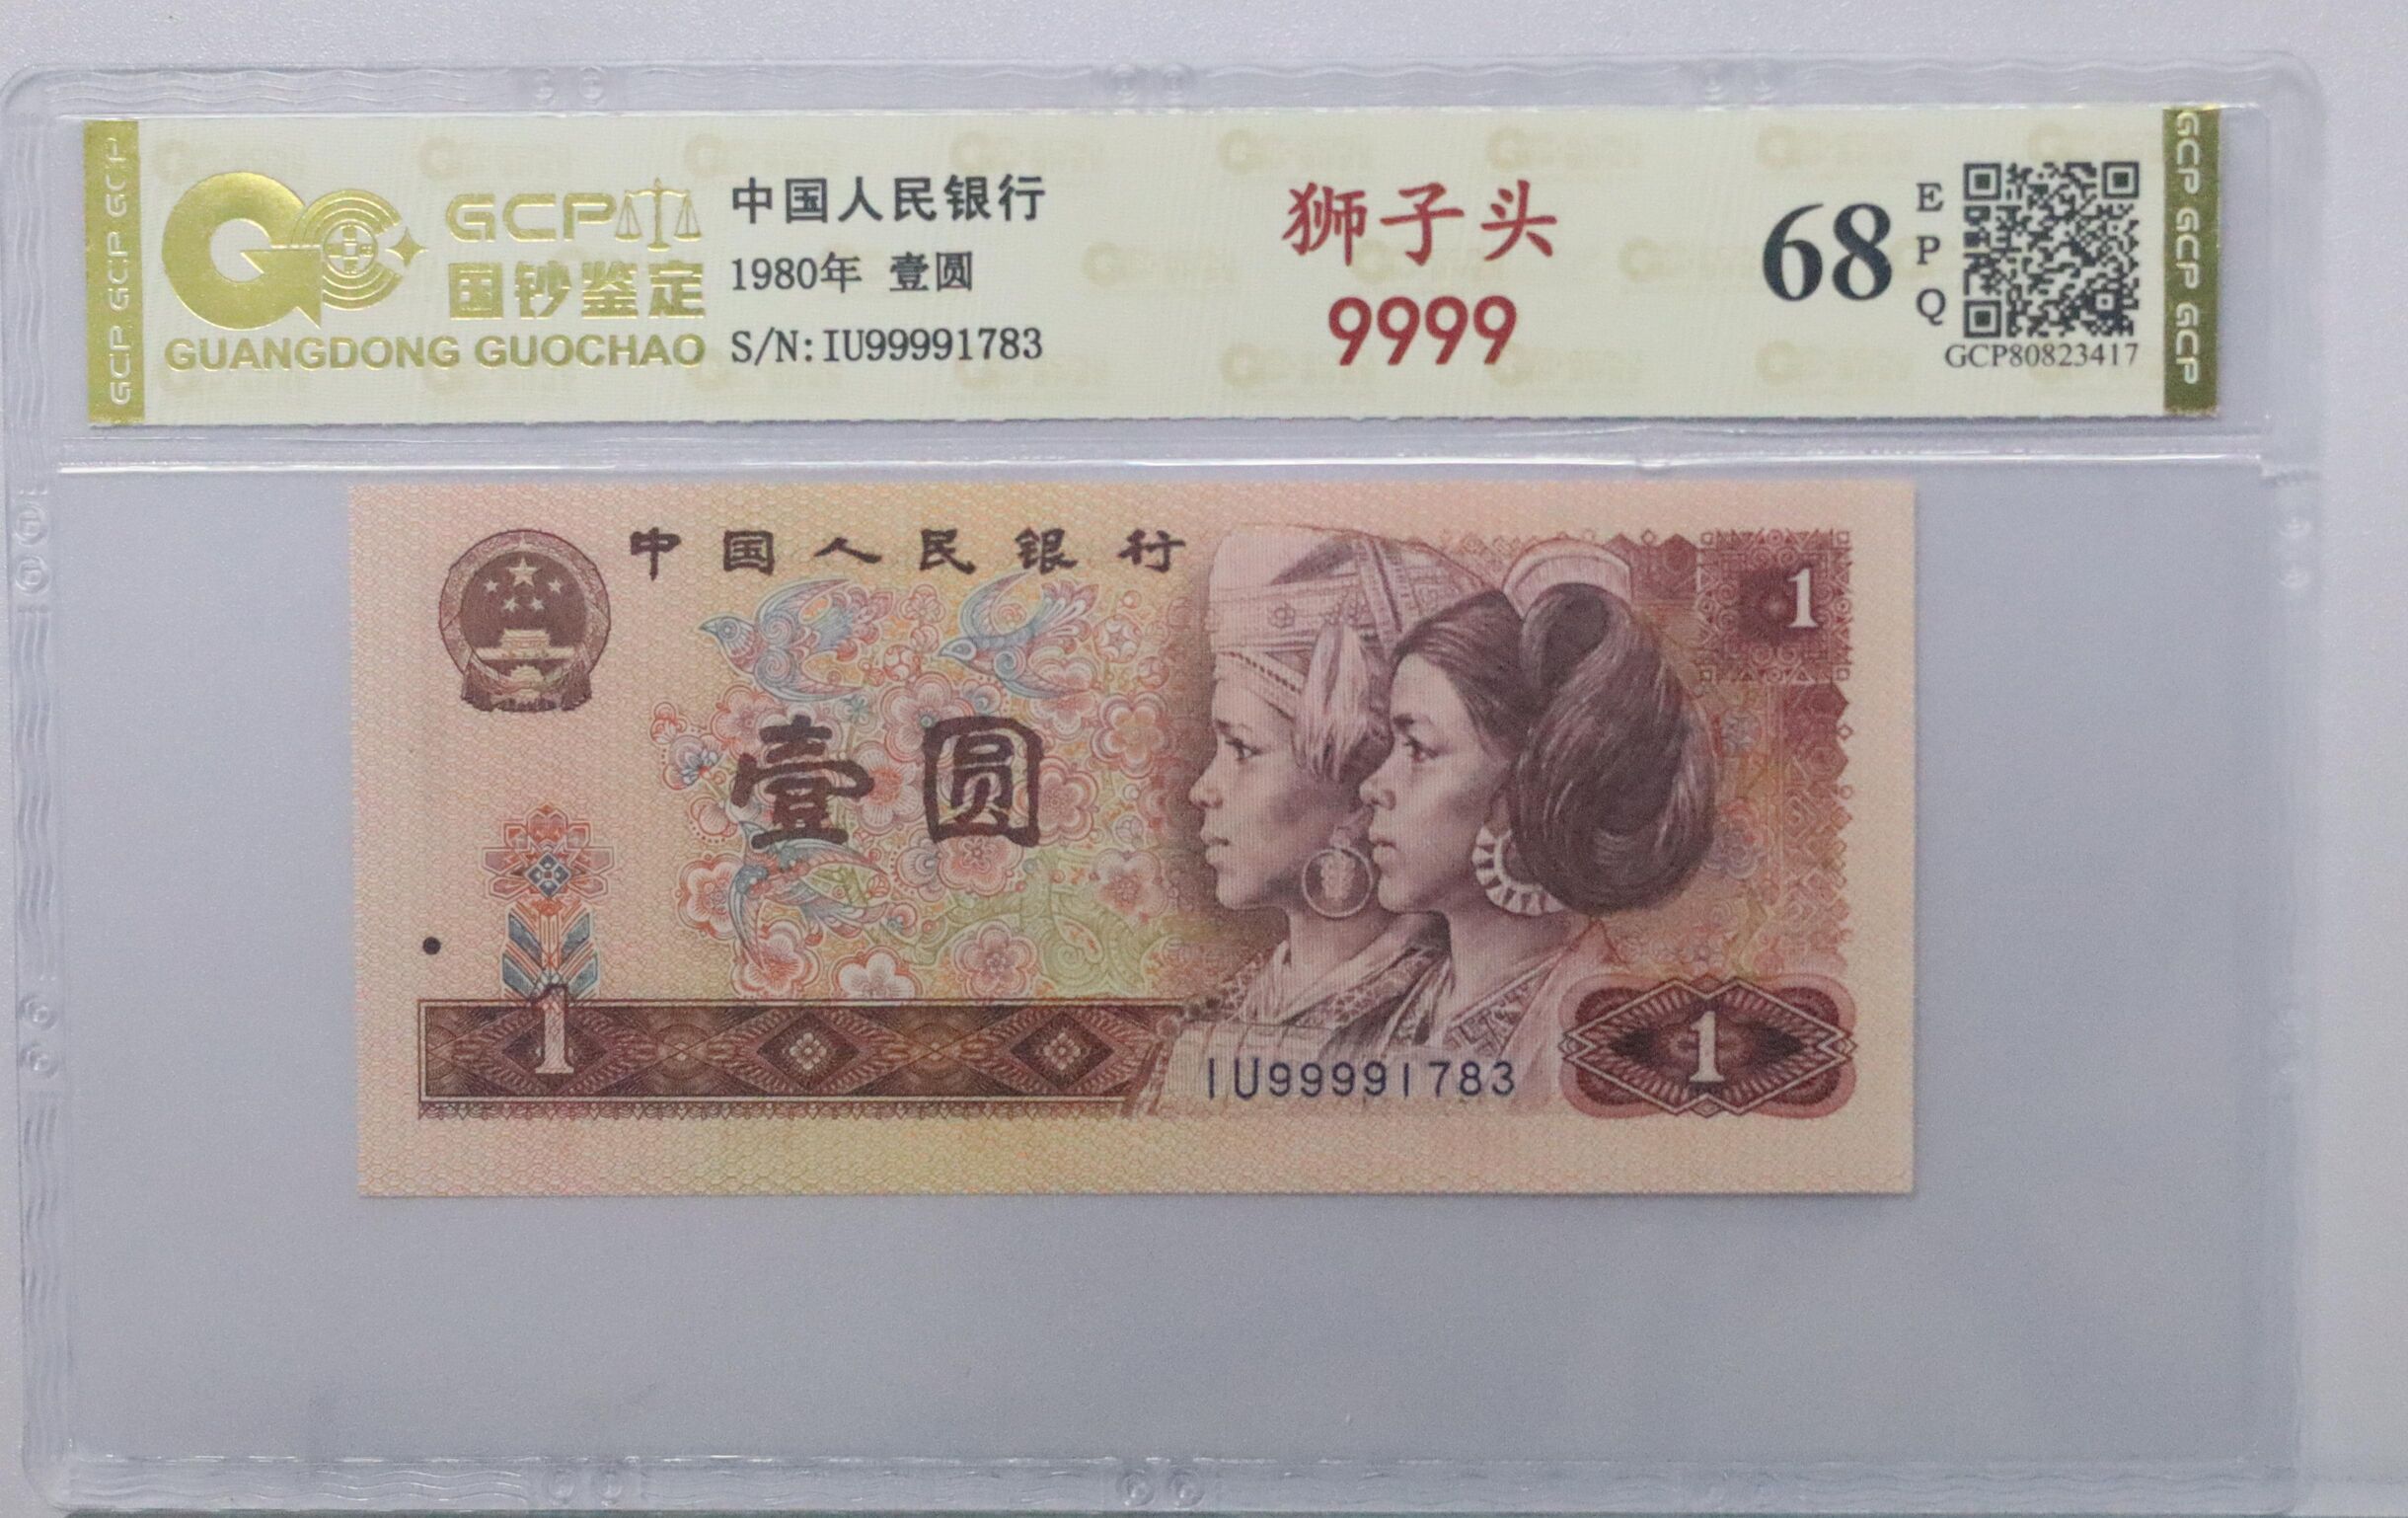 GCP GCP GCP
GCP
国钞鉴定
GUANGDONG GUOCHAO
中国人民银行
1980年 壹圆
S/N:IU99991783
狮子头
9999
68
EPQ
GCP80823417
GCP GCP GCP
中国人民银行
1
壹圆
1
IU99991783
1